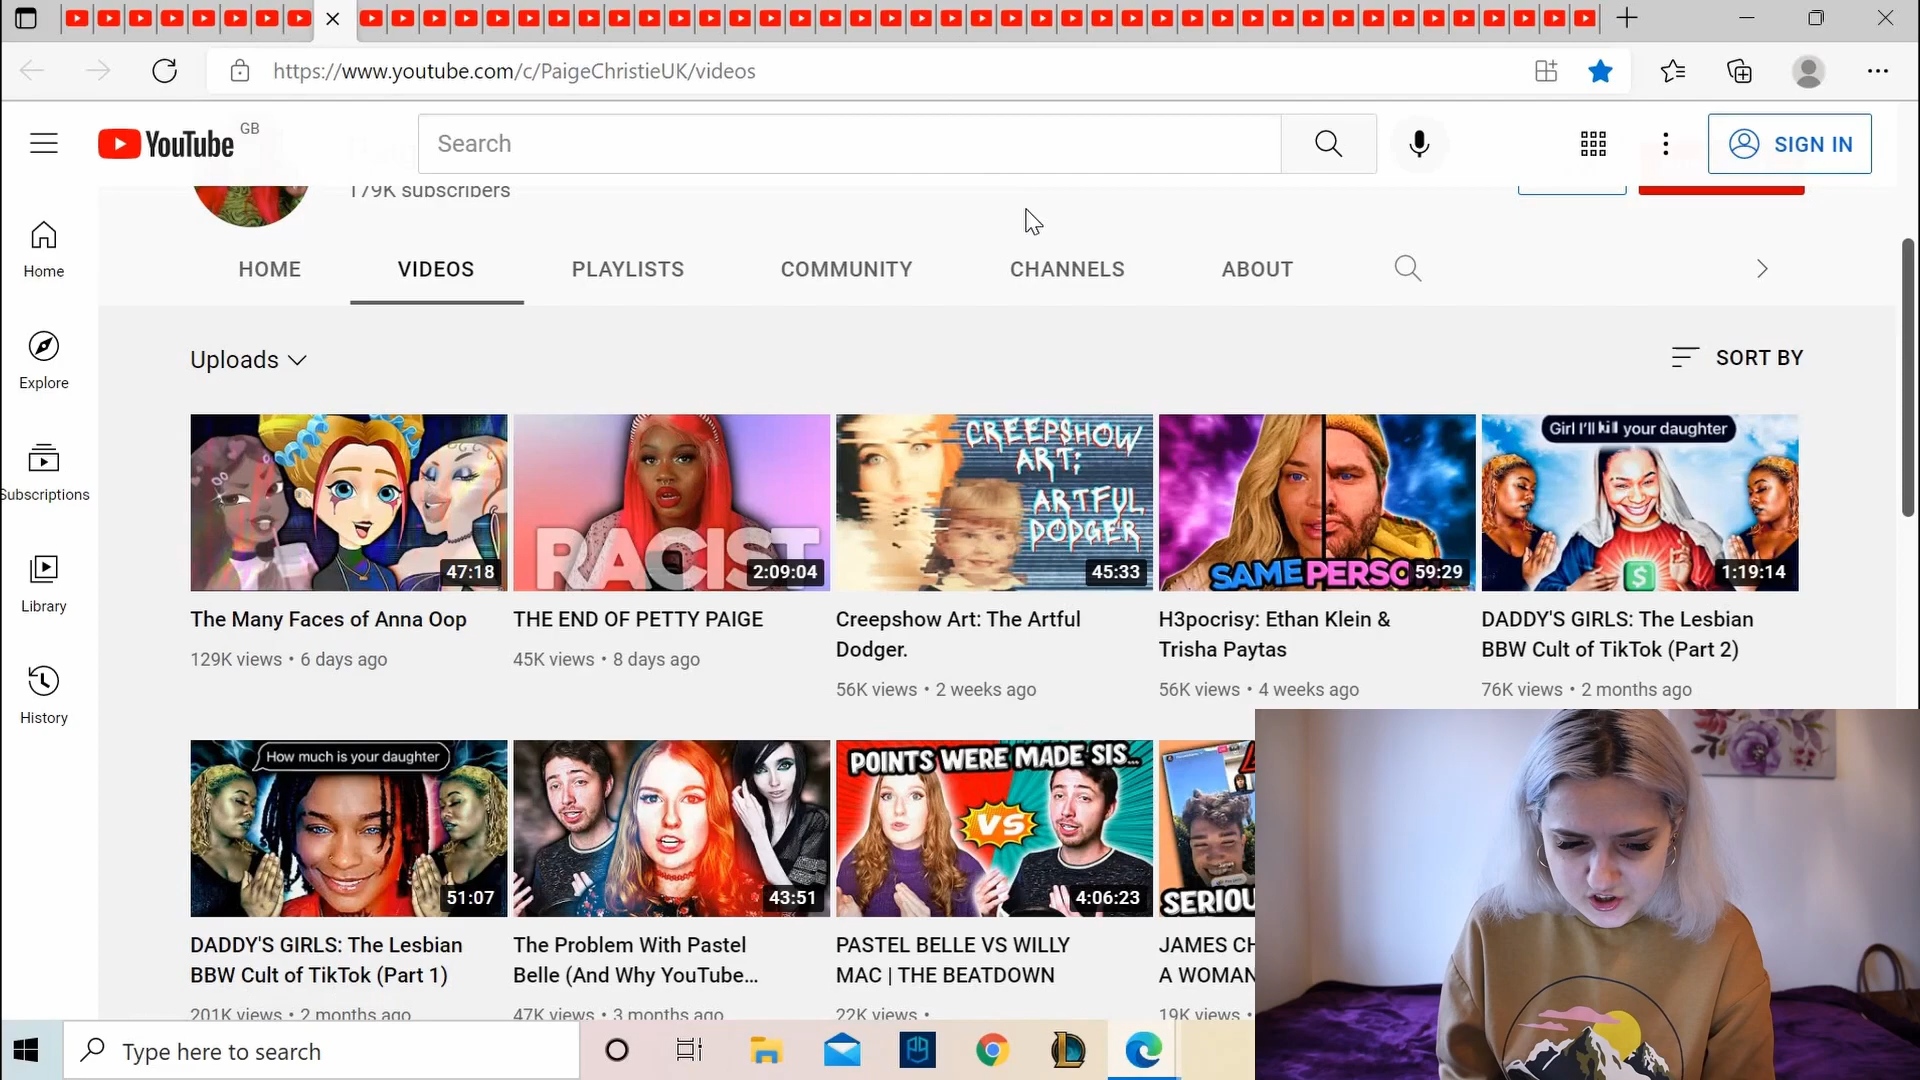 https://www.youtube.com/c/PaigeChristieUK/videos
YouTube GB
Search
SIGN IN
179K subscribers
HOME
VIDEOS
PLAYLISTS
COMMUNITY
CHANNELS
ABOUT
Home
Explore
Subscriptions
Library
History
Uploads
SORT BY
47:18
The Many Faces of Anna Oop
129K views • 6 days ago
RACIST
2:09:04
THE END OF PETTY PAIGE
45K views • 8 days ago
CREEPSHOW
ART:
ARTFUL
DODGER
45:33
Creepshow Art: The Artful
Dodger.
56K views • 2 weeks ago
SAME PERSO
59:29
H3pocrisy: Ethan Klein &
Trisha Paytas
56K views • 4 weeks ago
Girl I'll kill your daughter
$
1:19:14
DADDY'S GIRLS: The Lesbian
BBW Cult of TikTok (Part 2)
76K views • 2 months ago
How much is your daughter
51:07
DADDY'S GIRLS: The Lesbian
BBW Cult of TikTok (Part 1)
201K views • 2 months ago
43:51
The Problem With Pastel
Belle (And Why YouTube...
47K views • 3 months ago
POINTS WERE MADE SIS...
VS
4:06:23
PASTEL BELLE VS WILLY
MAC | THE BEATDOWN
22K views •
SERIOU
JAMES CH
A WOMAN
19K views •
Type here to search